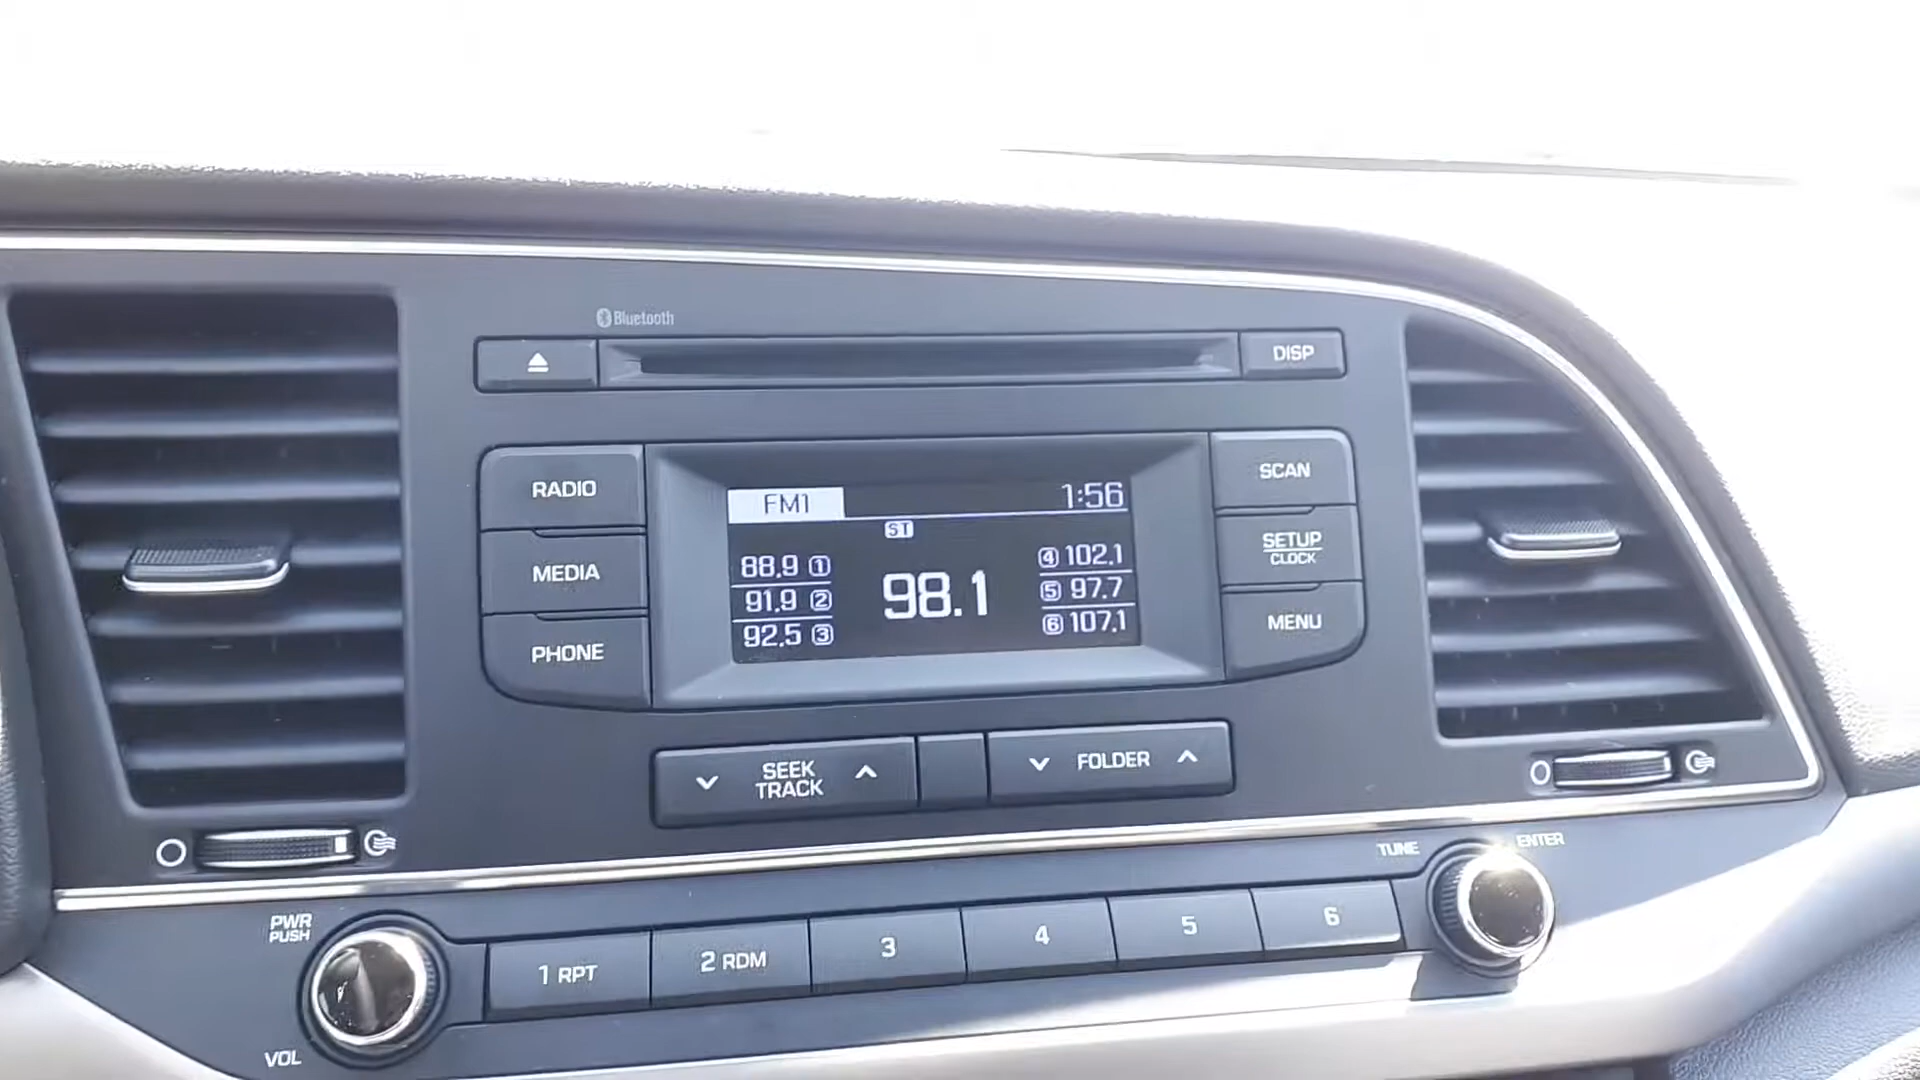 Bluetooth
DISP
RADIO
MEDIA
PHONE
FM1 1:56
ST
88.9 1
91.9 2
92.5 3
98.1
4 102.1
5 97.7
6 107.1
SCAN
SETUP
CLOCK
MENU
SEEK
TRACK
FOLDER
PWR
PUSH
VOL
1 RPT
2 RDM
3
4
5
6
TUNE
ENTER